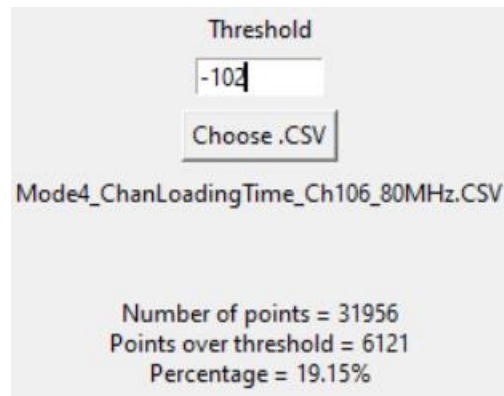 Threshold
-102
Choose .CSV
Mode4_ChanLoadingTime_Ch106_80MHz.CSV
Number of points = 31956
Points over threshold = 6121
Percentage = 19.15%